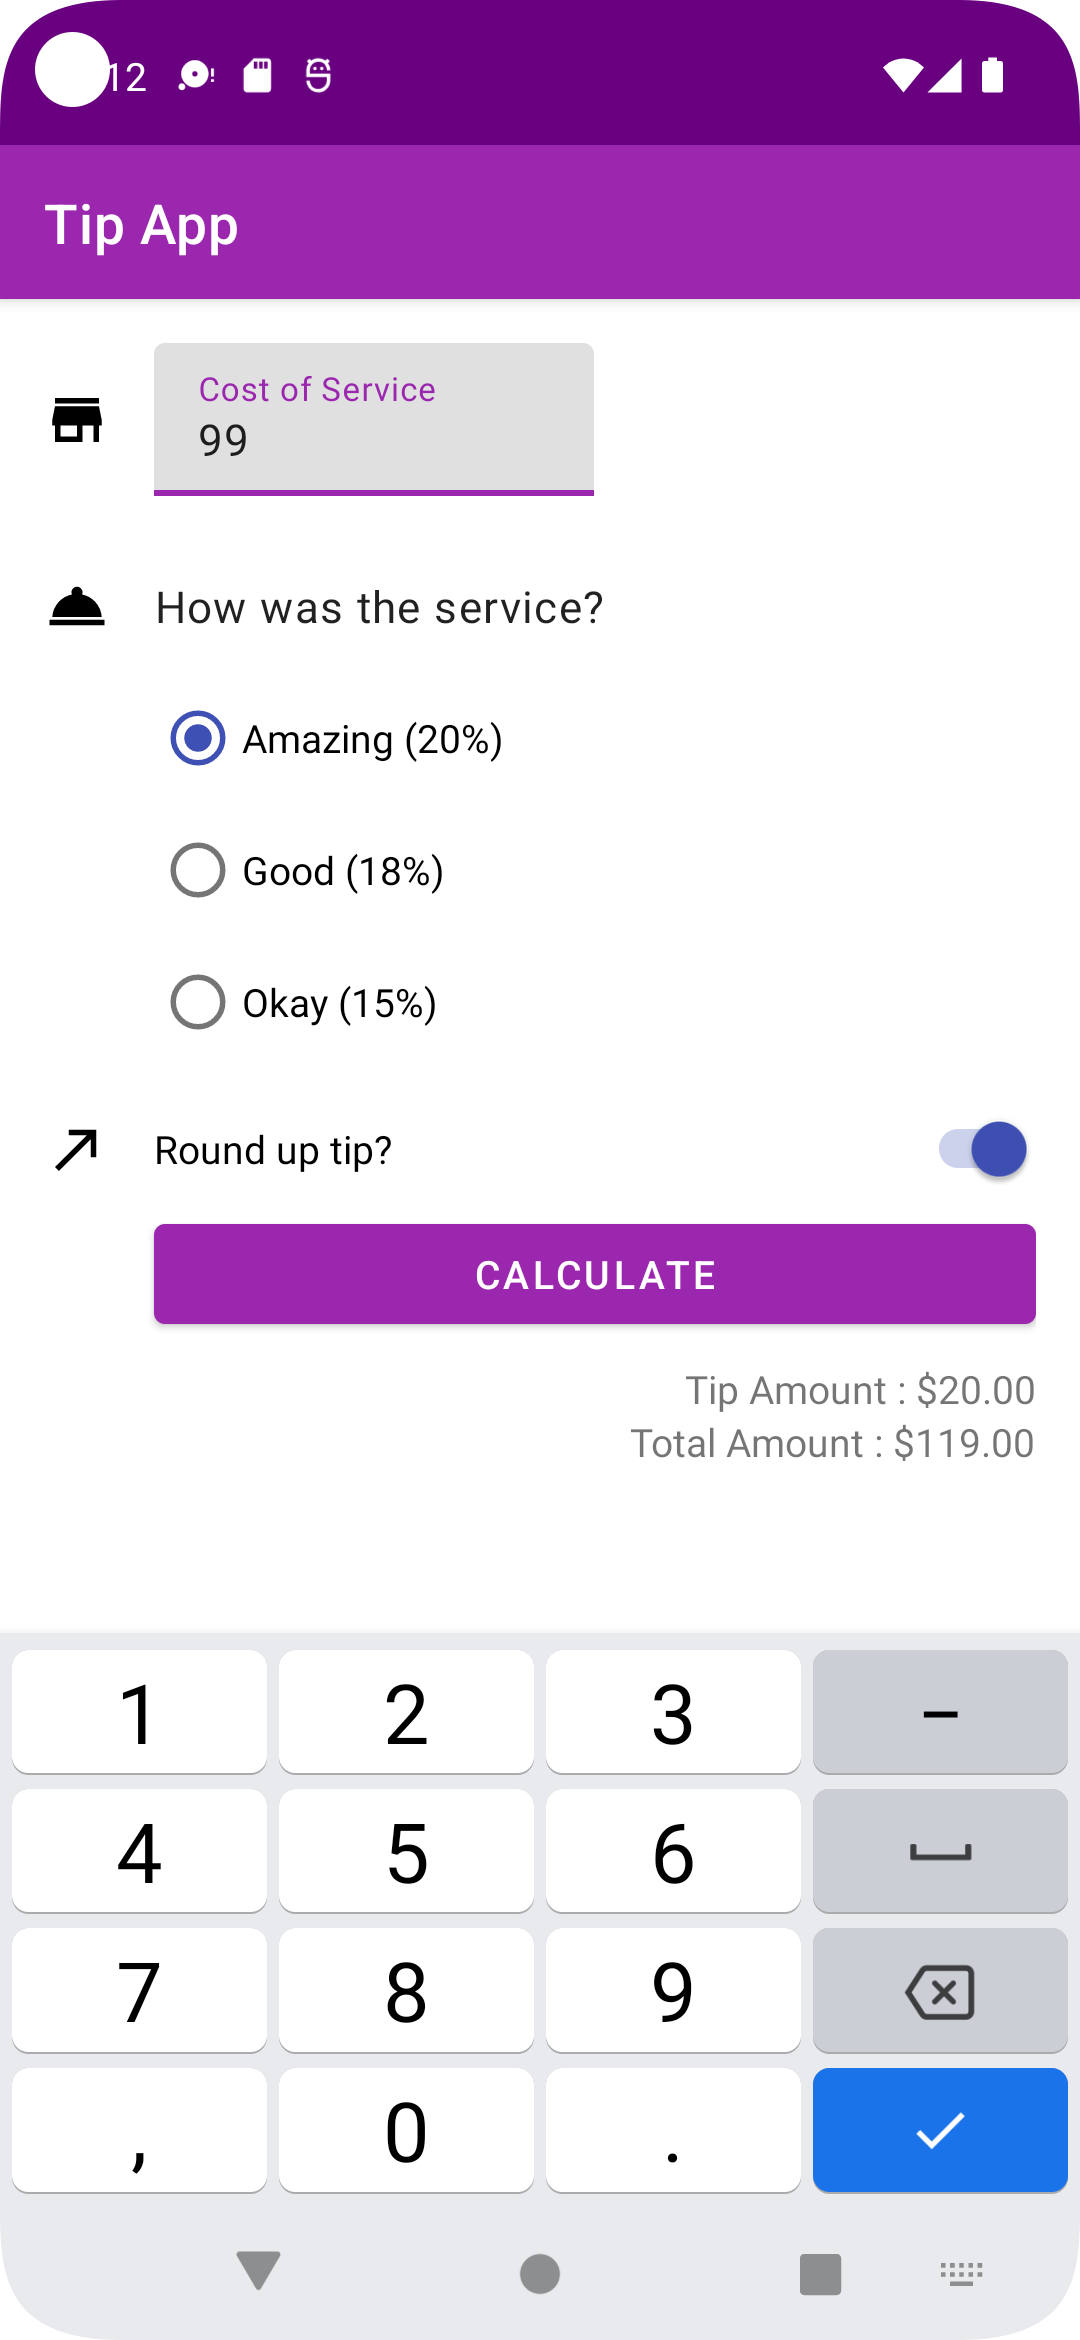 12
Tip App
Cost of Service
99
How was the service?
Amazing (20%)
Good (18%)
Okay (15%)
Round up tip?
CALCULATE
Tip Amount : $20.00
Total Amount : $119.00
1 2 3 –
4 5 6
7 8 9
, 0 .